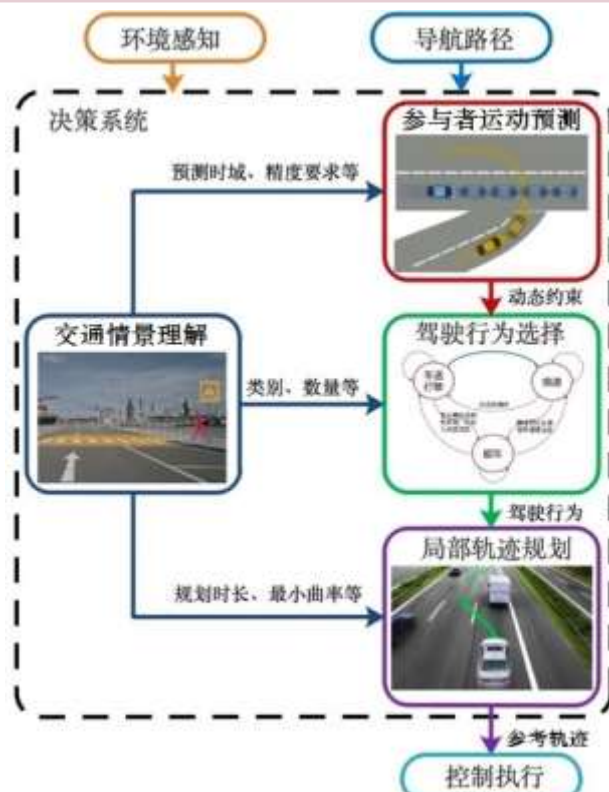 环境感知
导航路径
决策系统
参与者运动预测
预测时域、精度要求等
动态约束
交通情景理解
驾驶行为选择
类别、数量等
驾驶行为
局部轨迹规划
规划时长、最小曲率等
参考轨迹
控制执行